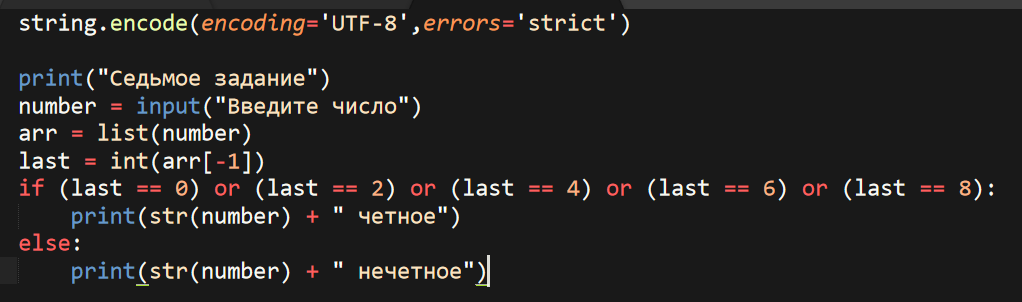 string.encode(encoding='UTF-8',errors='strict')
print("Седьмое задание")
number = input("Введите число")
arr = list(number)
last = int(arr[-1])
if (last == 0) or (last == 2) or (last == 4) or (last == 6) or (last == 8):
    print(str(number) + " четное")
else:
    print(str(number) + " нечетное")